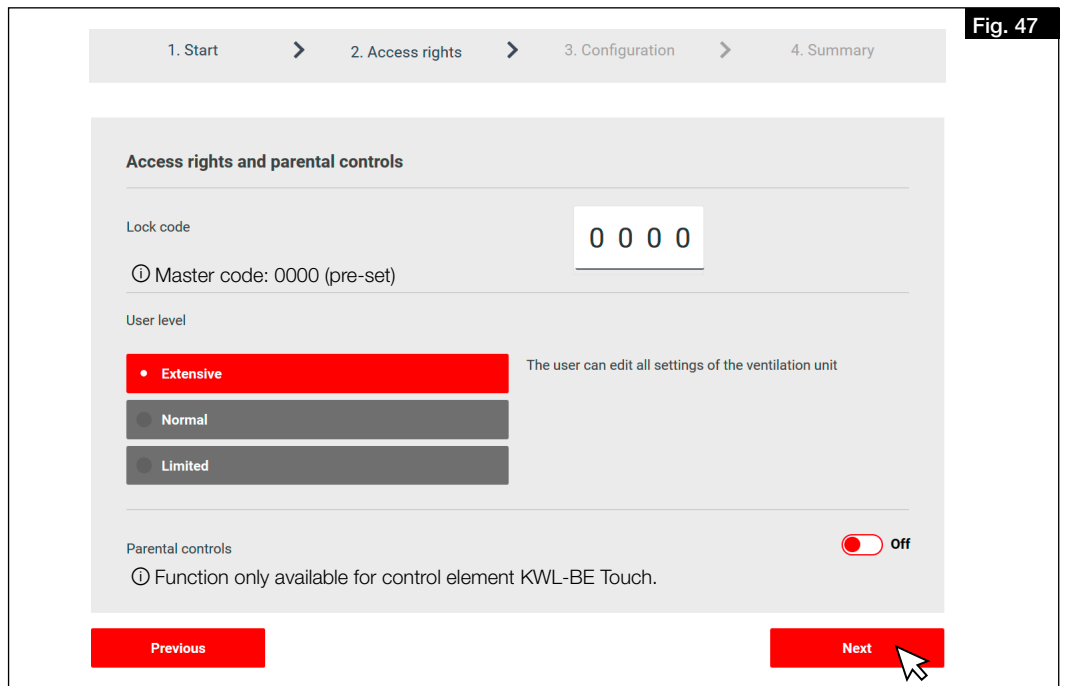 Fig. 47
1. Start
2. Access rights
3. Configuration
4. Summary
Access rights and parental controls
Lock code
0 0 0 0
Master code: 0000 (pre-set)
User level
Extensive
The user can edit all settings of the ventilation unit
Normal
Limited
Parental controls
Off
Function only available for control element KWL-BE Touch.
Previous
Next